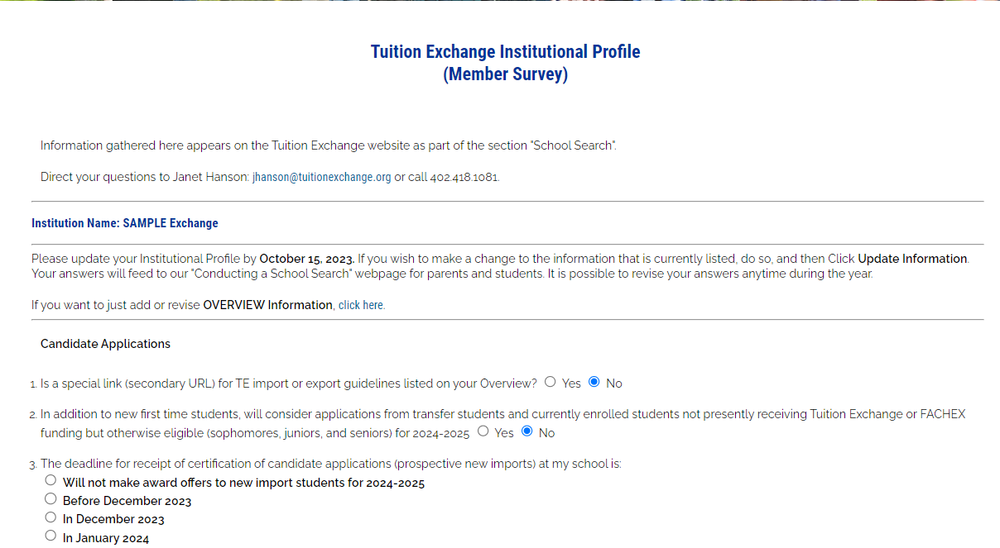 Tuition Exchange Institutional Profile
(Member Survey)
Information gathered here appears on the Tuition Exchange website as part of the section "School Search".
Direct your questions to Janet Hanson: jhanson@tuitionexchange.org or call 402.418.1081.
Institution Name: SAMPLE Exchange
Please update your Institutional Profile by October 15, 2023. If you wish to make a change to the information that is currently listed, do so, and then Click Update Information.
Your answers will feed to our "Conducting a School Search" webpage for parents and students. It is possible to revise your answers anytime during the year.
If you want to just add or revise OVERVIEW Information, click here.
Candidate Applications
1. Is a special link (secondary URL) for TE import or export guidelines listed on your Overview? Yes No
2. In addition to new first time students, will consider applications from transfer students and currently enrolled students not presently receiving Tuition Exchange or FACHEX
funding but otherwise eligible (sophomores, juniors, and seniors) for 2024-2025 Yes No
3. The deadline for receipt of certification of candidate applications (prospective new imports) at my school is:
Will not make award offers to new import students for 2024-2025
Before December 2023
In December 2023
In January 2024